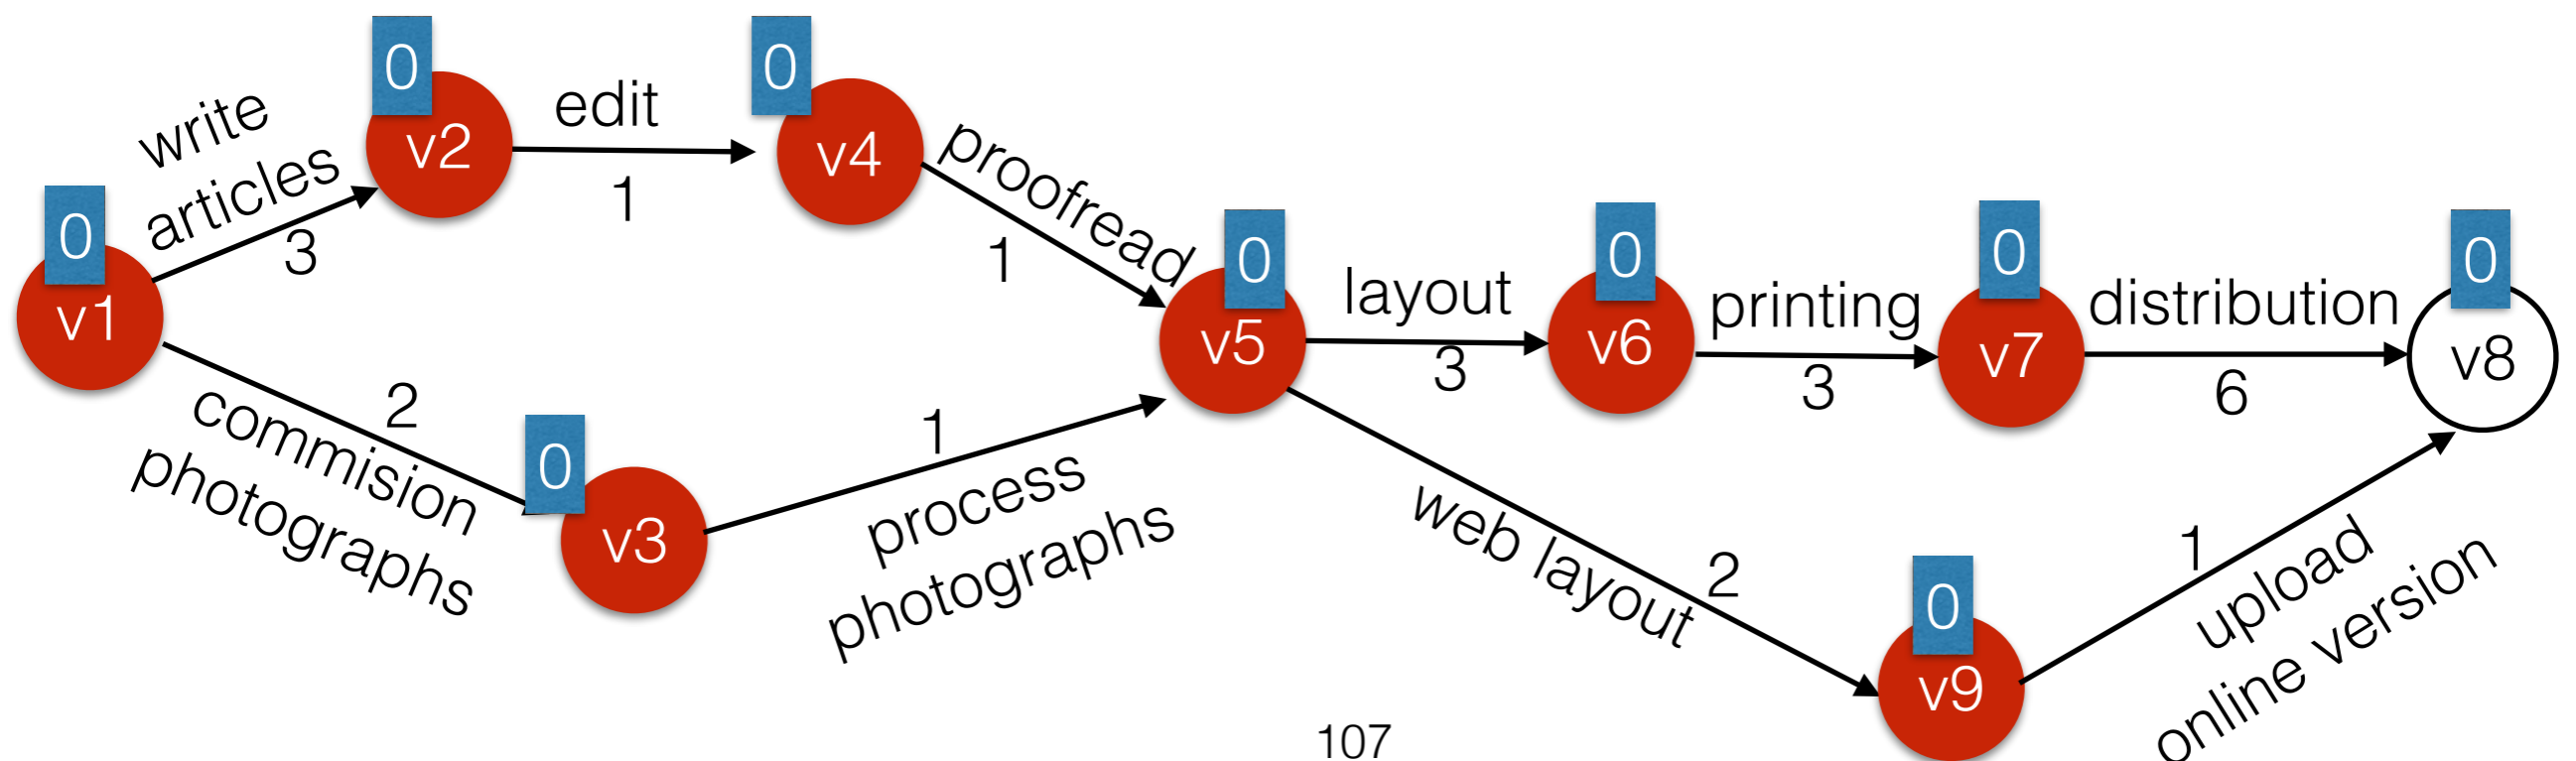 0
0
write
edit
v2
v4
proofread
articles
1
0
3
1
v1
0
0
0
0
layout
printing
distribution
v5
v6
v7
v8
3
3
6
2
commision
photographs
0
1
v3
process
photographs
web layout
2
1
upload
online version
0
v9
107